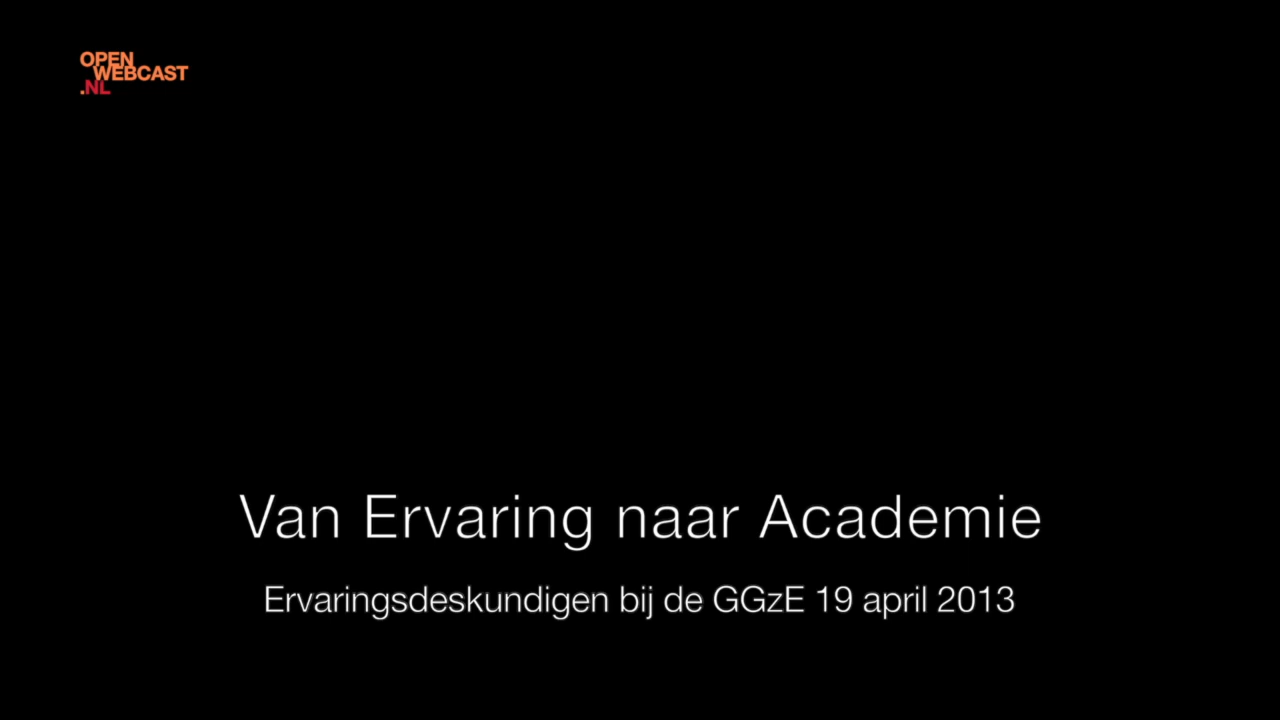 OPEN
WEBCAST
.NL
Van Ervaring naar Academie
Ervaringsdeskundigen bij de GGzE 19 april 2013